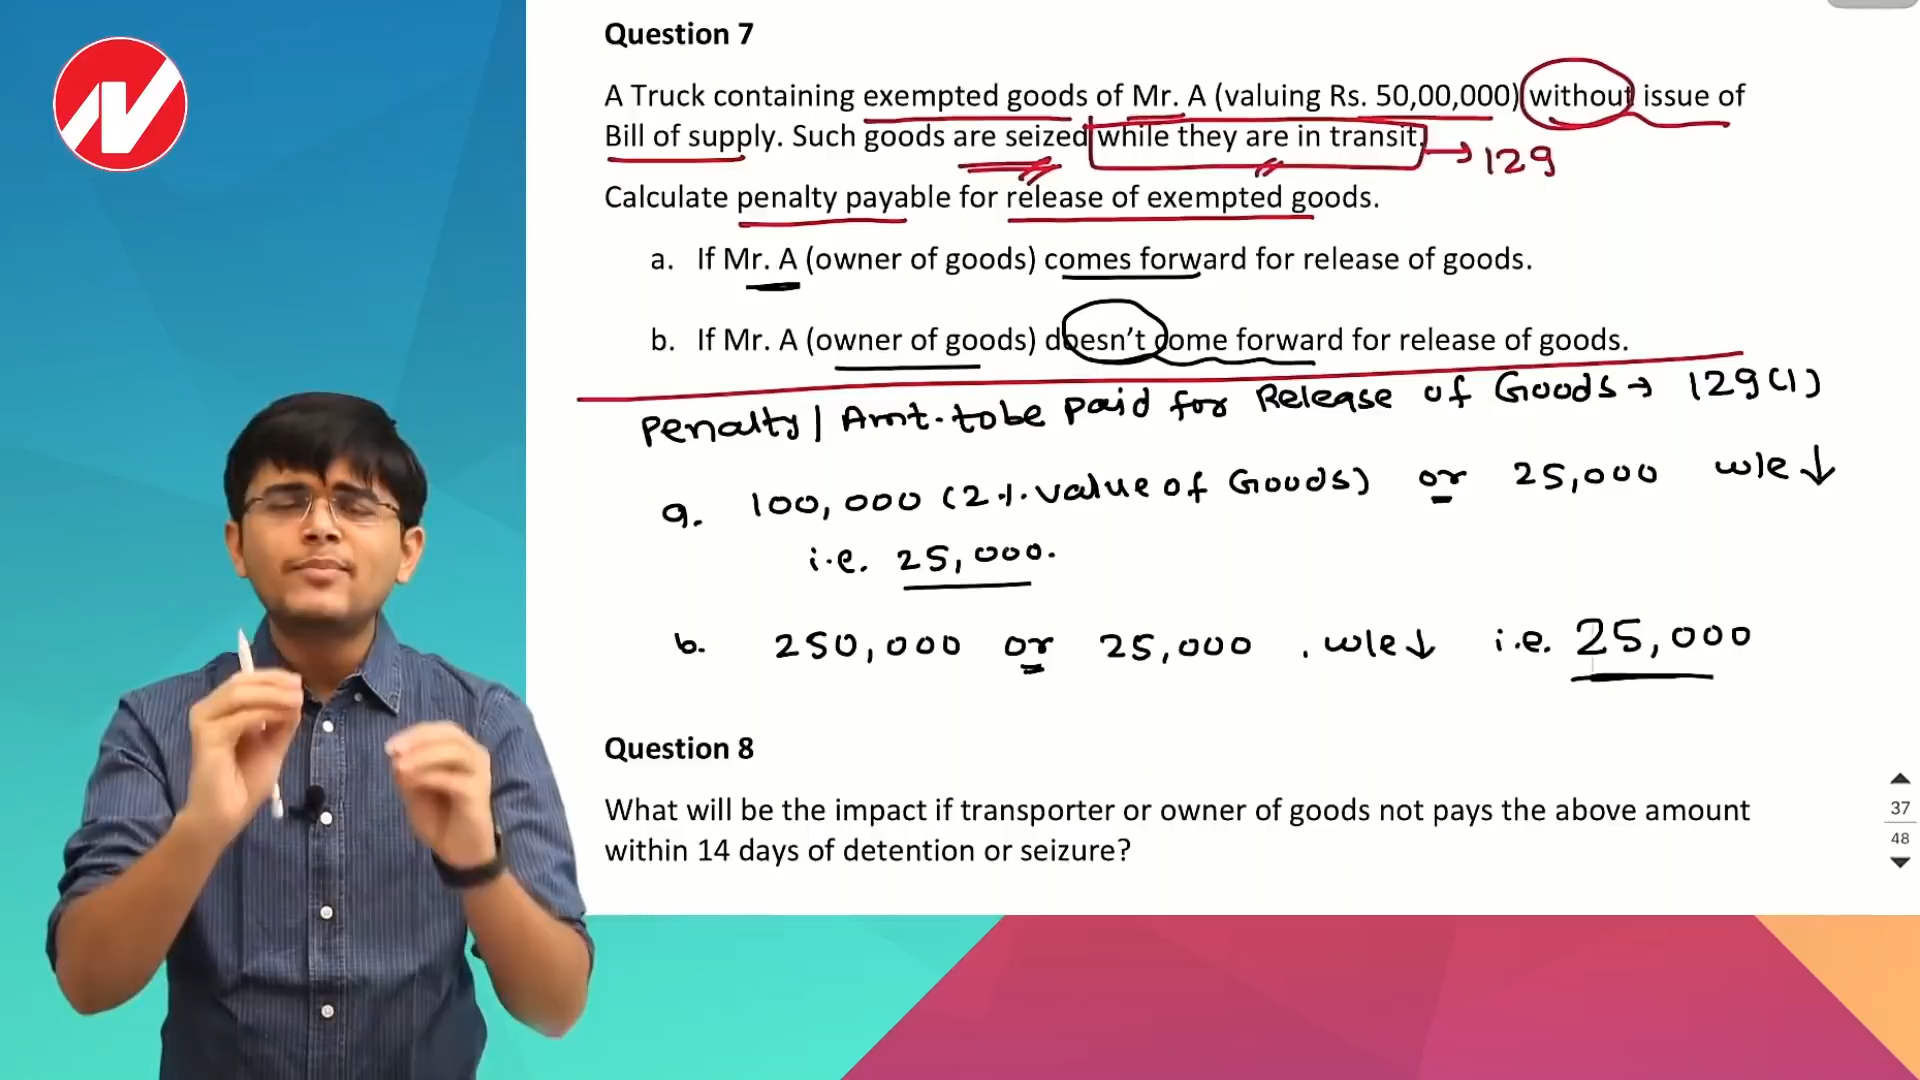 Question 7
A Truck containing exempted goods of Mr. A (valuing Rs. 50,00,000) without issue of
Bill of supply. Such goods are seized while they are in transit.
→ 129
Calculate penalty payable for release of exempted goods.
a. If Mr. A (owner of goods) comes forward for release of goods.
b. If Mr. A (owner of goods) doesn't come forward for release of goods.
Penalty | Amt. to be paid for Release of Goods → 129(1)
a. 100,000 (2% value of Goods) or 25,000 w/e ↓
i.e. 25,000.
b. 250,000 or 25,000 . w/e ↓ i.e. 25,000
Question 8
What will be the impact if transporter or owner of goods not pays the above amount
within 14 days of detention or seizure?
37
48